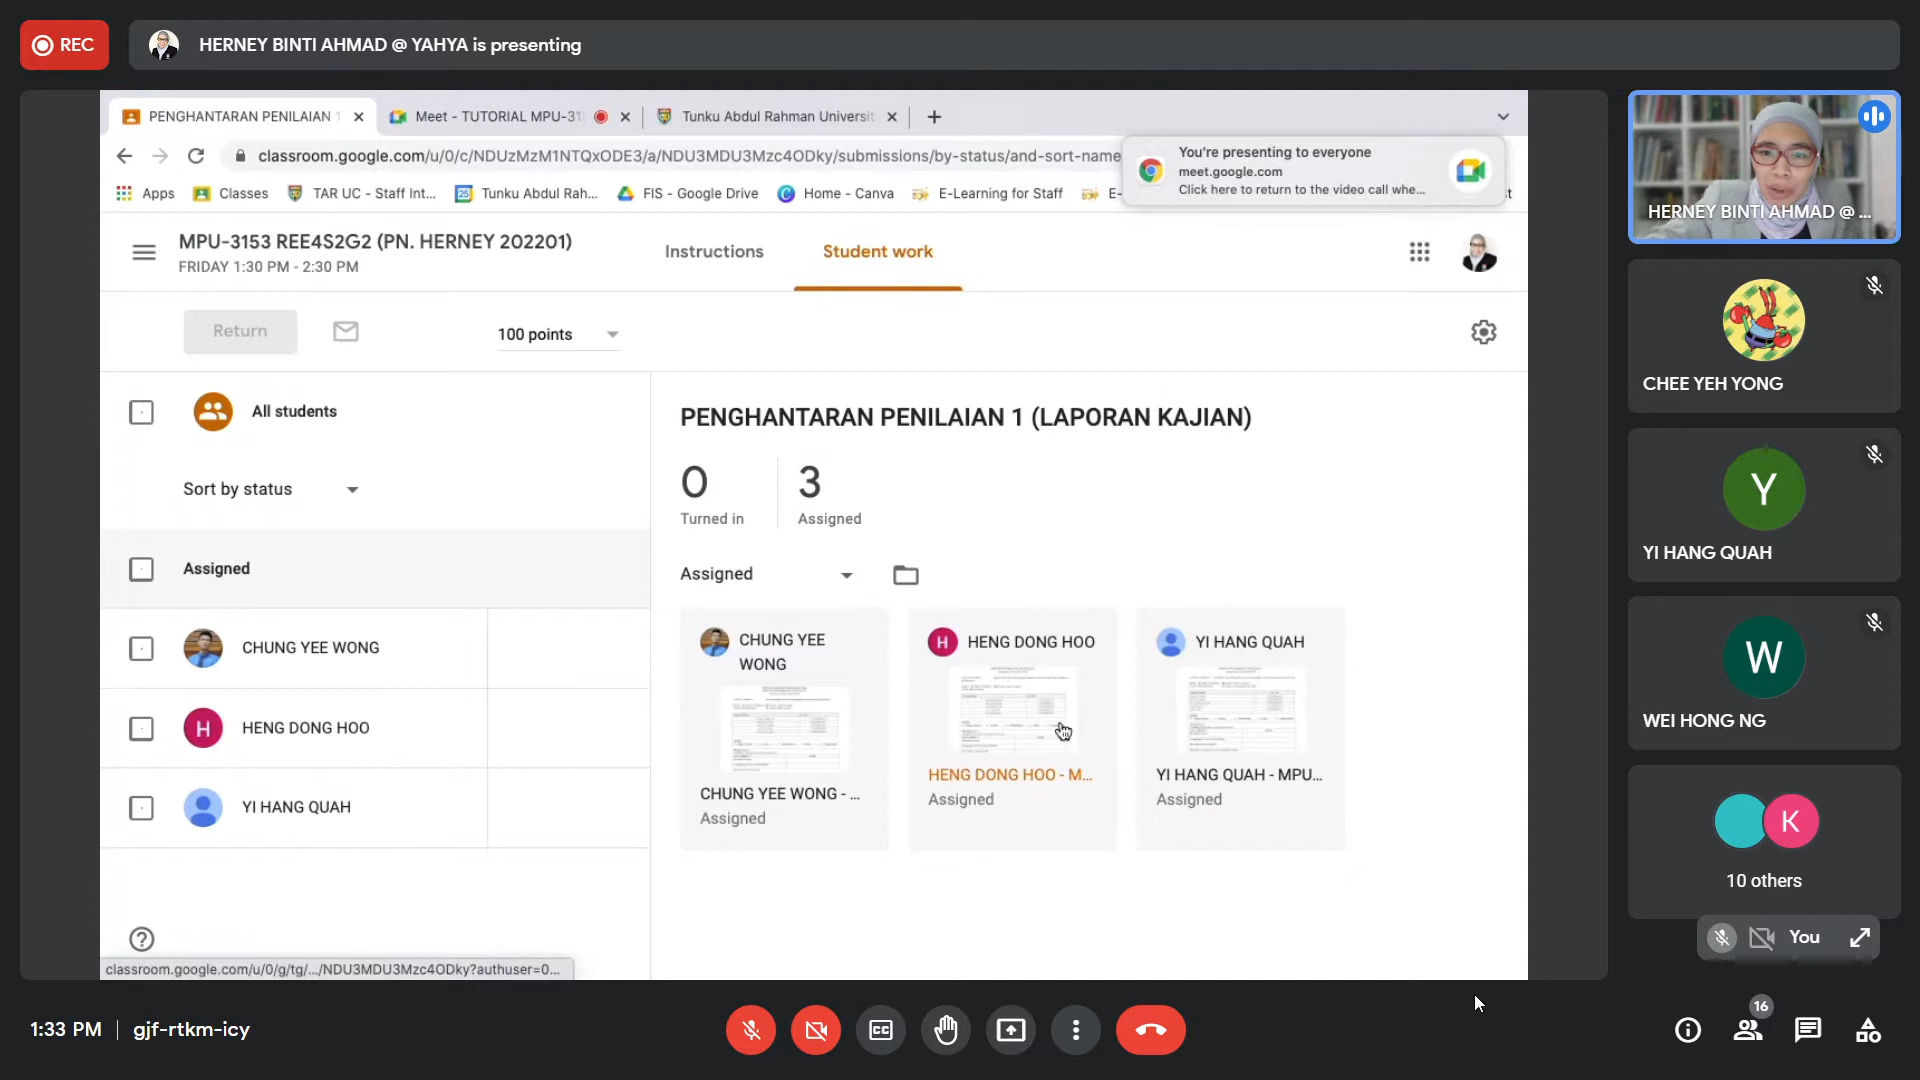 REC
HERNEY BINTI AHMAD @ YAHYA is presenting
PENGHANTARAN PENILAIAN 1
Meet - TUTORIAL MPU-31
Tunku Abdul Rahman Universit
classroom.google.com/u/0/c/NDUzMzM1NTQxODE3/a/NDU3MDU3Mzc4ODky/submissions/by-status/and-sort-name
You're presenting to everyone
meet.google.com
Click here to return to the video call whe...
Apps
Classes
TAR UC - Staff Int...
25
Tunku Abdul Rah...
FIS - Google Drive
Home - Canva
E-Learning for Staff
E-
st
MPU-3153 REE4S2G2 (PN. HERNEY 202201)
FRIDAY 1:30 PM - 2:30 PM
Instructions
Student work
Return
100 points
All students
Sort by status
Assigned
CHUNG YEE WONG
H
HENG DONG HOO
YI HANG QUAH
PENGHANTARAN PENILAIAN 1 (LAPORAN KAJIAN)
0
Turned in
3
Assigned
Assigned
CHUNG YEE
WONG
CHUNG YEE WONG - ...
Assigned
H
HENG DONG HOO
HENG DONG HOO - M...
Assigned
YI HANG QUAH
YI HANG QUAH - MPU...
Assigned
classroom.google.com/u/0/g/tg/.../NDU3MDU3Mzc4ODky?authuser=0...
HERNEY BINTI AHMAD @ ...
CHEE YEH YONG
Y
YI HANG QUAH
W
WEI HONG NG
K
10 others
You
1:33 PM
gjf-rtkm-icy
CC
16